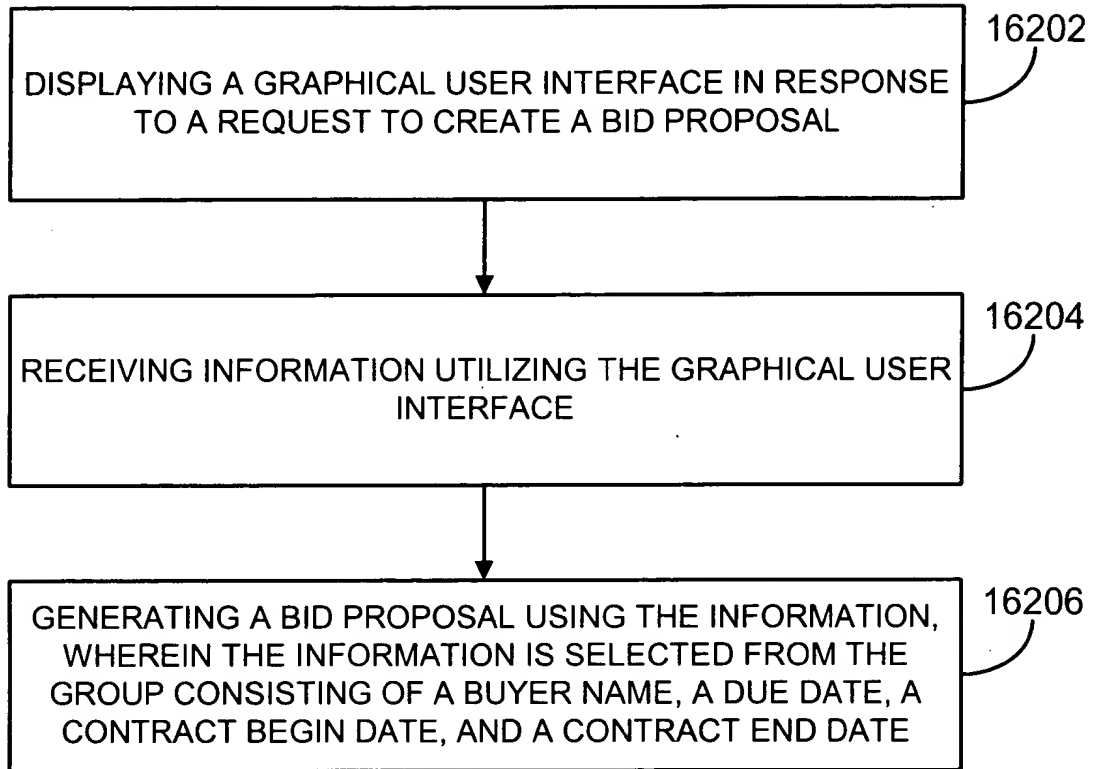 16202
DISPLAYING A GRAPHICAL USER INTERFACE IN RESPONSE
TO A REQUEST TO CREATE A BID PROPOSAL
16204
RECEIVING INFORMATION UTILIZING THE GRAPHICAL USER
INTERFACE
16206
GENERATING A BID PROPOSAL USING THE INFORMATION,
WHEREIN THE INFORMATION IS SELECTED FROM THE
GROUP CONSISTING OF A BUYER NAME, A DUE DATE, A
CONTRACT BEGIN DATE, AND A CONTRACT END DATE